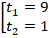 [t₁ = 9
[t₂ = 1